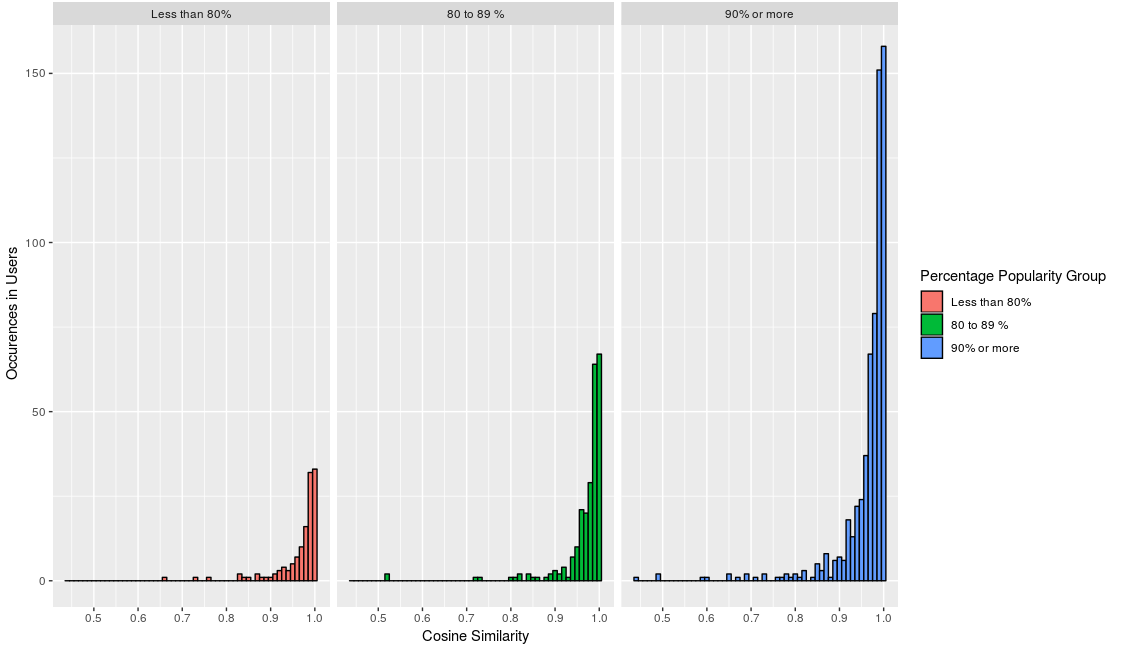 Less than 80%
80 to 89 %
90% or more
150
100
50
0
Occurences in Users
0.5 0.6 0.7 0.8 0.9 1.0
0.5 0.6 0.7 0.8 0.9 1.0
0.5 0.6 0.7 0.8 0.9 1.0
Cosine Similarity
Percentage Popularity Group
Less than 80%
80 to 89 %
90% or more